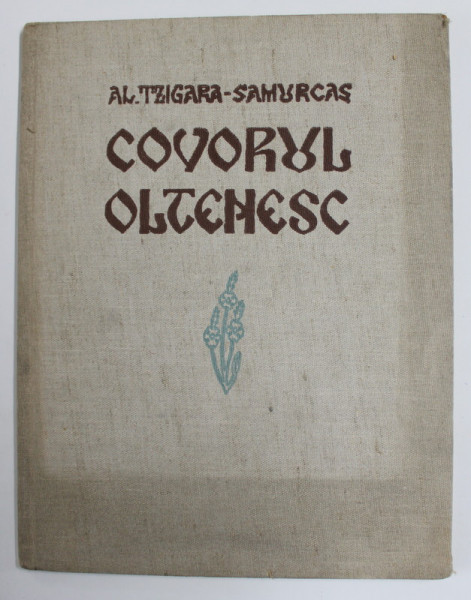 AL. TZIGARA-SAMURCAS
COVORUL
OLTENESC